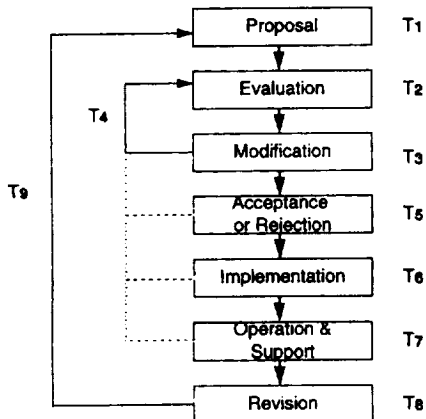 Proposal T1
Evaluation T2
T4
Modification T3
T9
Acceptance
or Rejection T5
Implementation T6
Operation &
Support T7
Revision T8